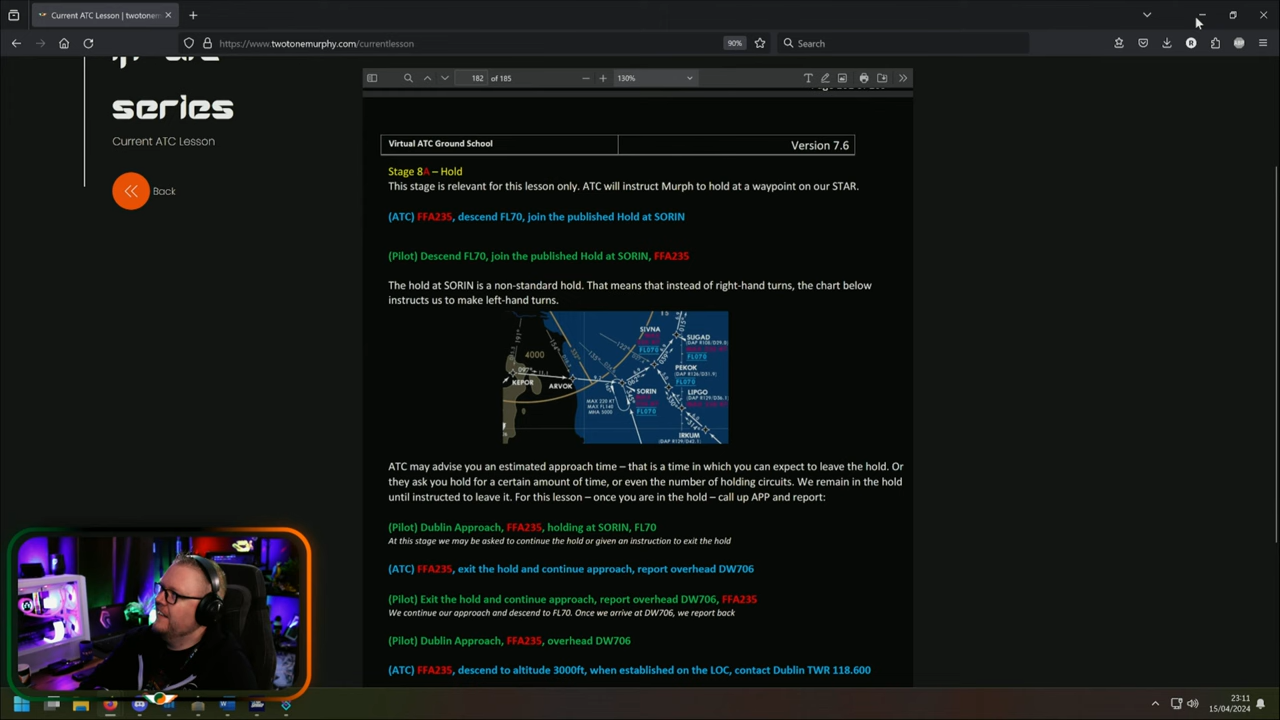 Current ATC Lesson | twotonem
https://www.twotonemurphy.com/currentlesson
90%
Search
series
Current ATC Lesson
Back
182 of 185
130%
Virtual ATC Ground School
Version 7.6
Stage 8A – Hold
This stage is relevant for this lesson only. ATC will instruct Murph to hold at a waypoint on our STAR.
(ATC) FFA235, descend FL70, join the published Hold at SORIN
(Pilot) Descend FL70, join the published Hold at SORIN, FFA235
The hold at SORIN is a non-standard hold. That means that instead of right-hand turns, the chart below
instructs us to make left-hand turns.
SIVNA
FL070
SUGAD
FL070
4000
PEKOK
FL070
097°
KEPOR
ARVOK
SORIN
FL070
LIPGO
MAX 220 KT
MAX FL140
MHA 5000
IRKUM
ATC may advise you an estimated approach time – that is a time in which you can expect to leave the hold. Or
they ask you hold for a certain amount of time, or even the number of holding circuits. We remain in the hold
until instructed to leave it. For this lesson – once you are in the hold – call up APP and report:
(Pilot) Dublin Approach, FFA235, holding at SORIN, FL70
At this stage we may be asked to continue the hold or given an instruction to exit the hold
(ATC) FFA235, exit the hold and continue approach, report overhead DW706
(Pilot) Exit the hold and continue approach, report overhead DW706, FFA235
We continue our approach and descend to FL70. Once we arrive at DW706, we report back
(Pilot) Dublin Approach, FFA235, overhead DW706
(ATC) FFA235, descend to altitude 3000ft, when established on the LOC, contact Dublin TWR 118.600
23:11
15/04/2024